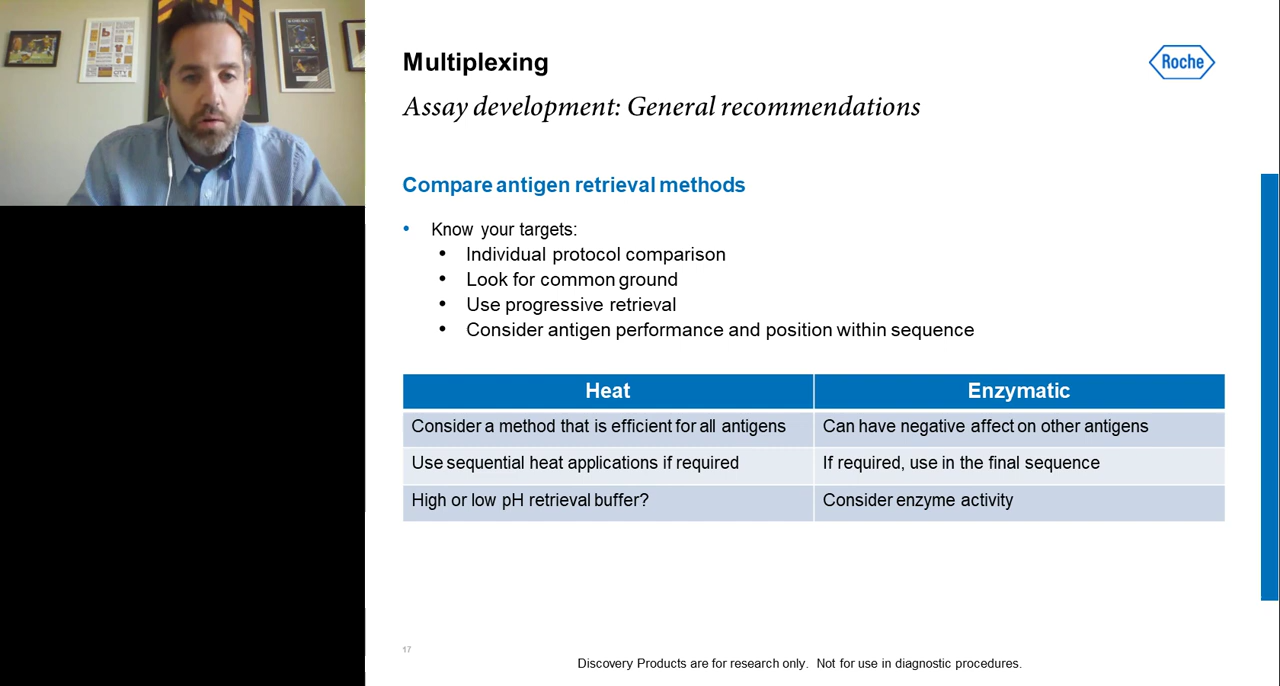 Multiplexing
Roche
Assay development: General recommendations
Compare antigen retrieval methods
• Know your targets:
• Individual protocol comparison
• Look for common ground
• Use progressive retrieval
• Consider antigen performance and position within sequence
Heat Enzymatic
Consider a method that is efficient for all antigens Can have negative affect on other antigens
Use sequential heat applications if required If required, use in the final sequence
High or low pH retrieval buffer? Consider enzyme activity
17
Discovery Products are for research only. Not for use in diagnostic procedures.